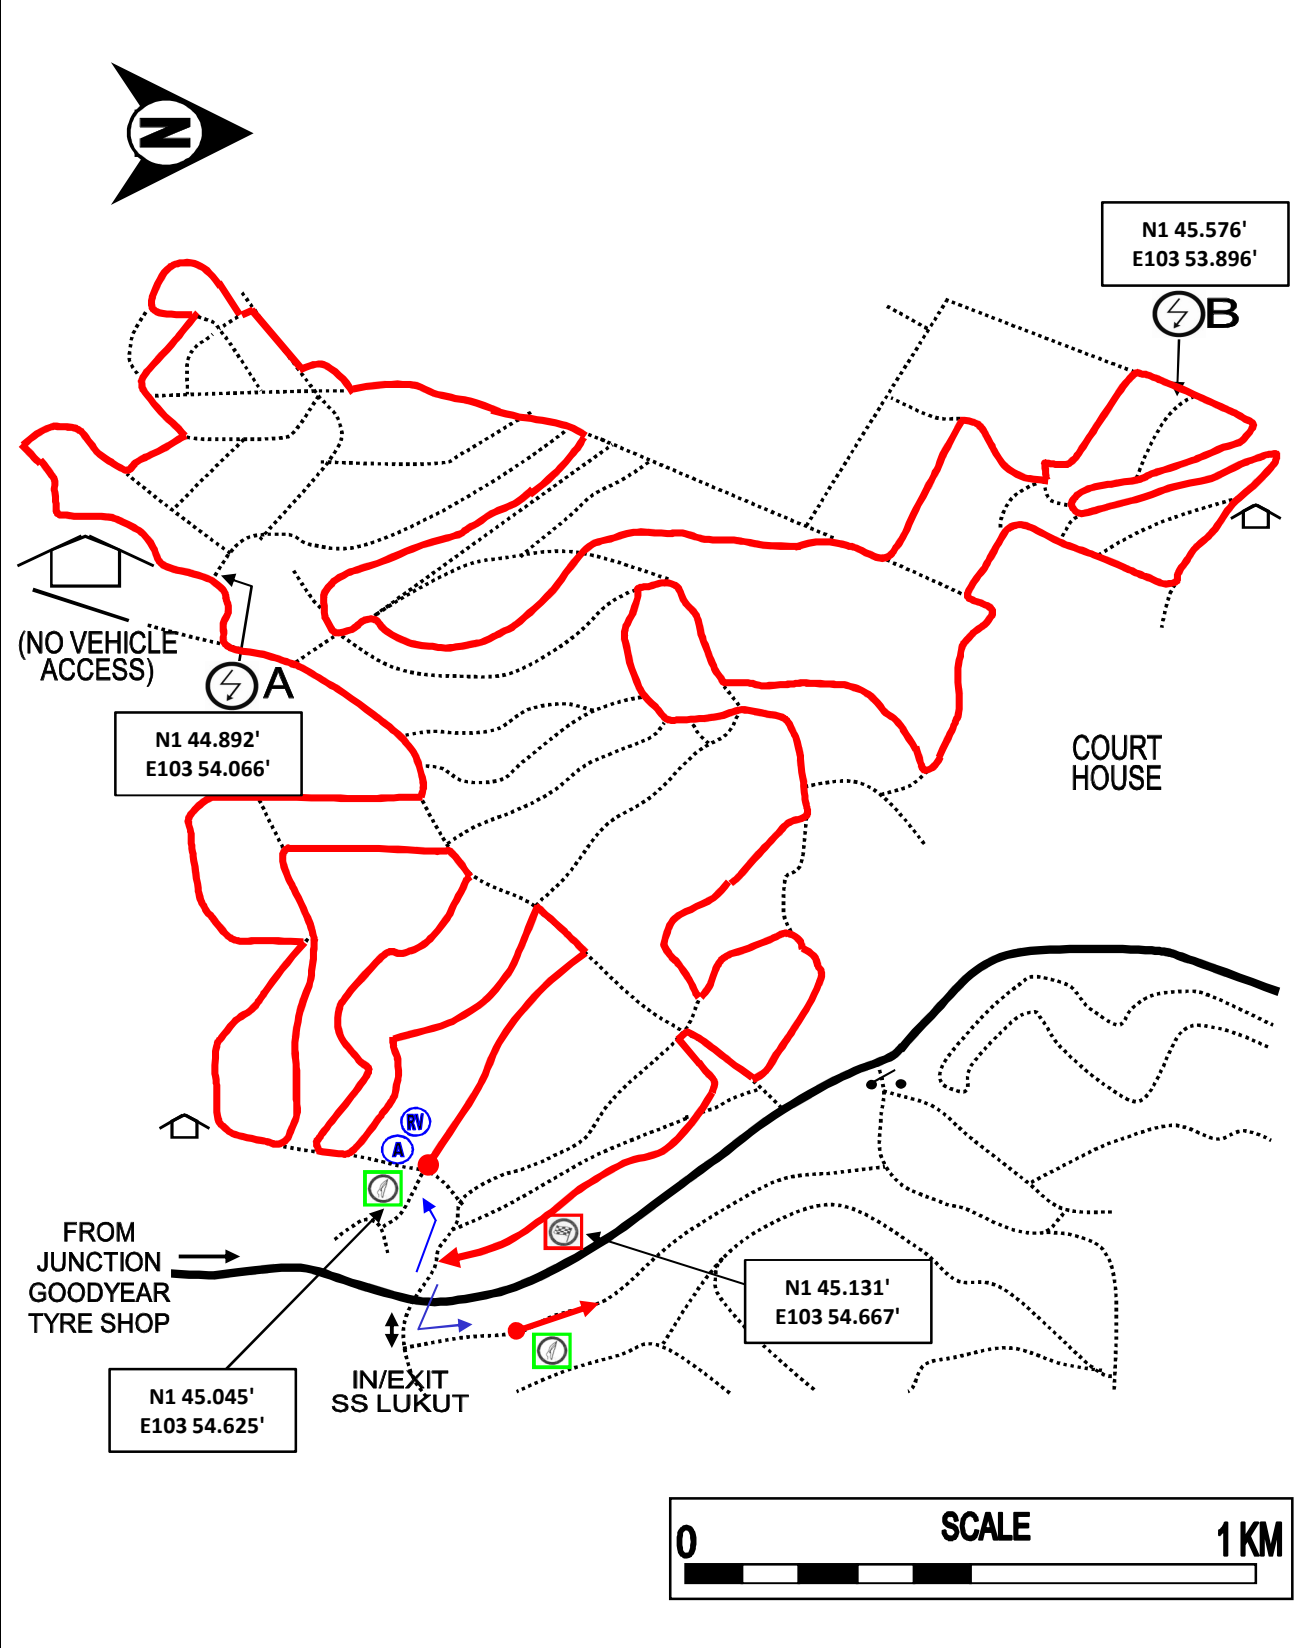 N
N1 45.576'
E103 53.896'
B
(NO VEHICLE
ACCESS)
A
N1 44.892'
E103 54.066'
COURT
HOUSE
RV
A
FROM
JUNCTION
GOODYEAR
TYRE SHOP
N1 45.131'
E103 54.667'
IN/EXIT
SS LUKUT
N1 45.045'
E103 54.625'
SCALE
0 1 KM